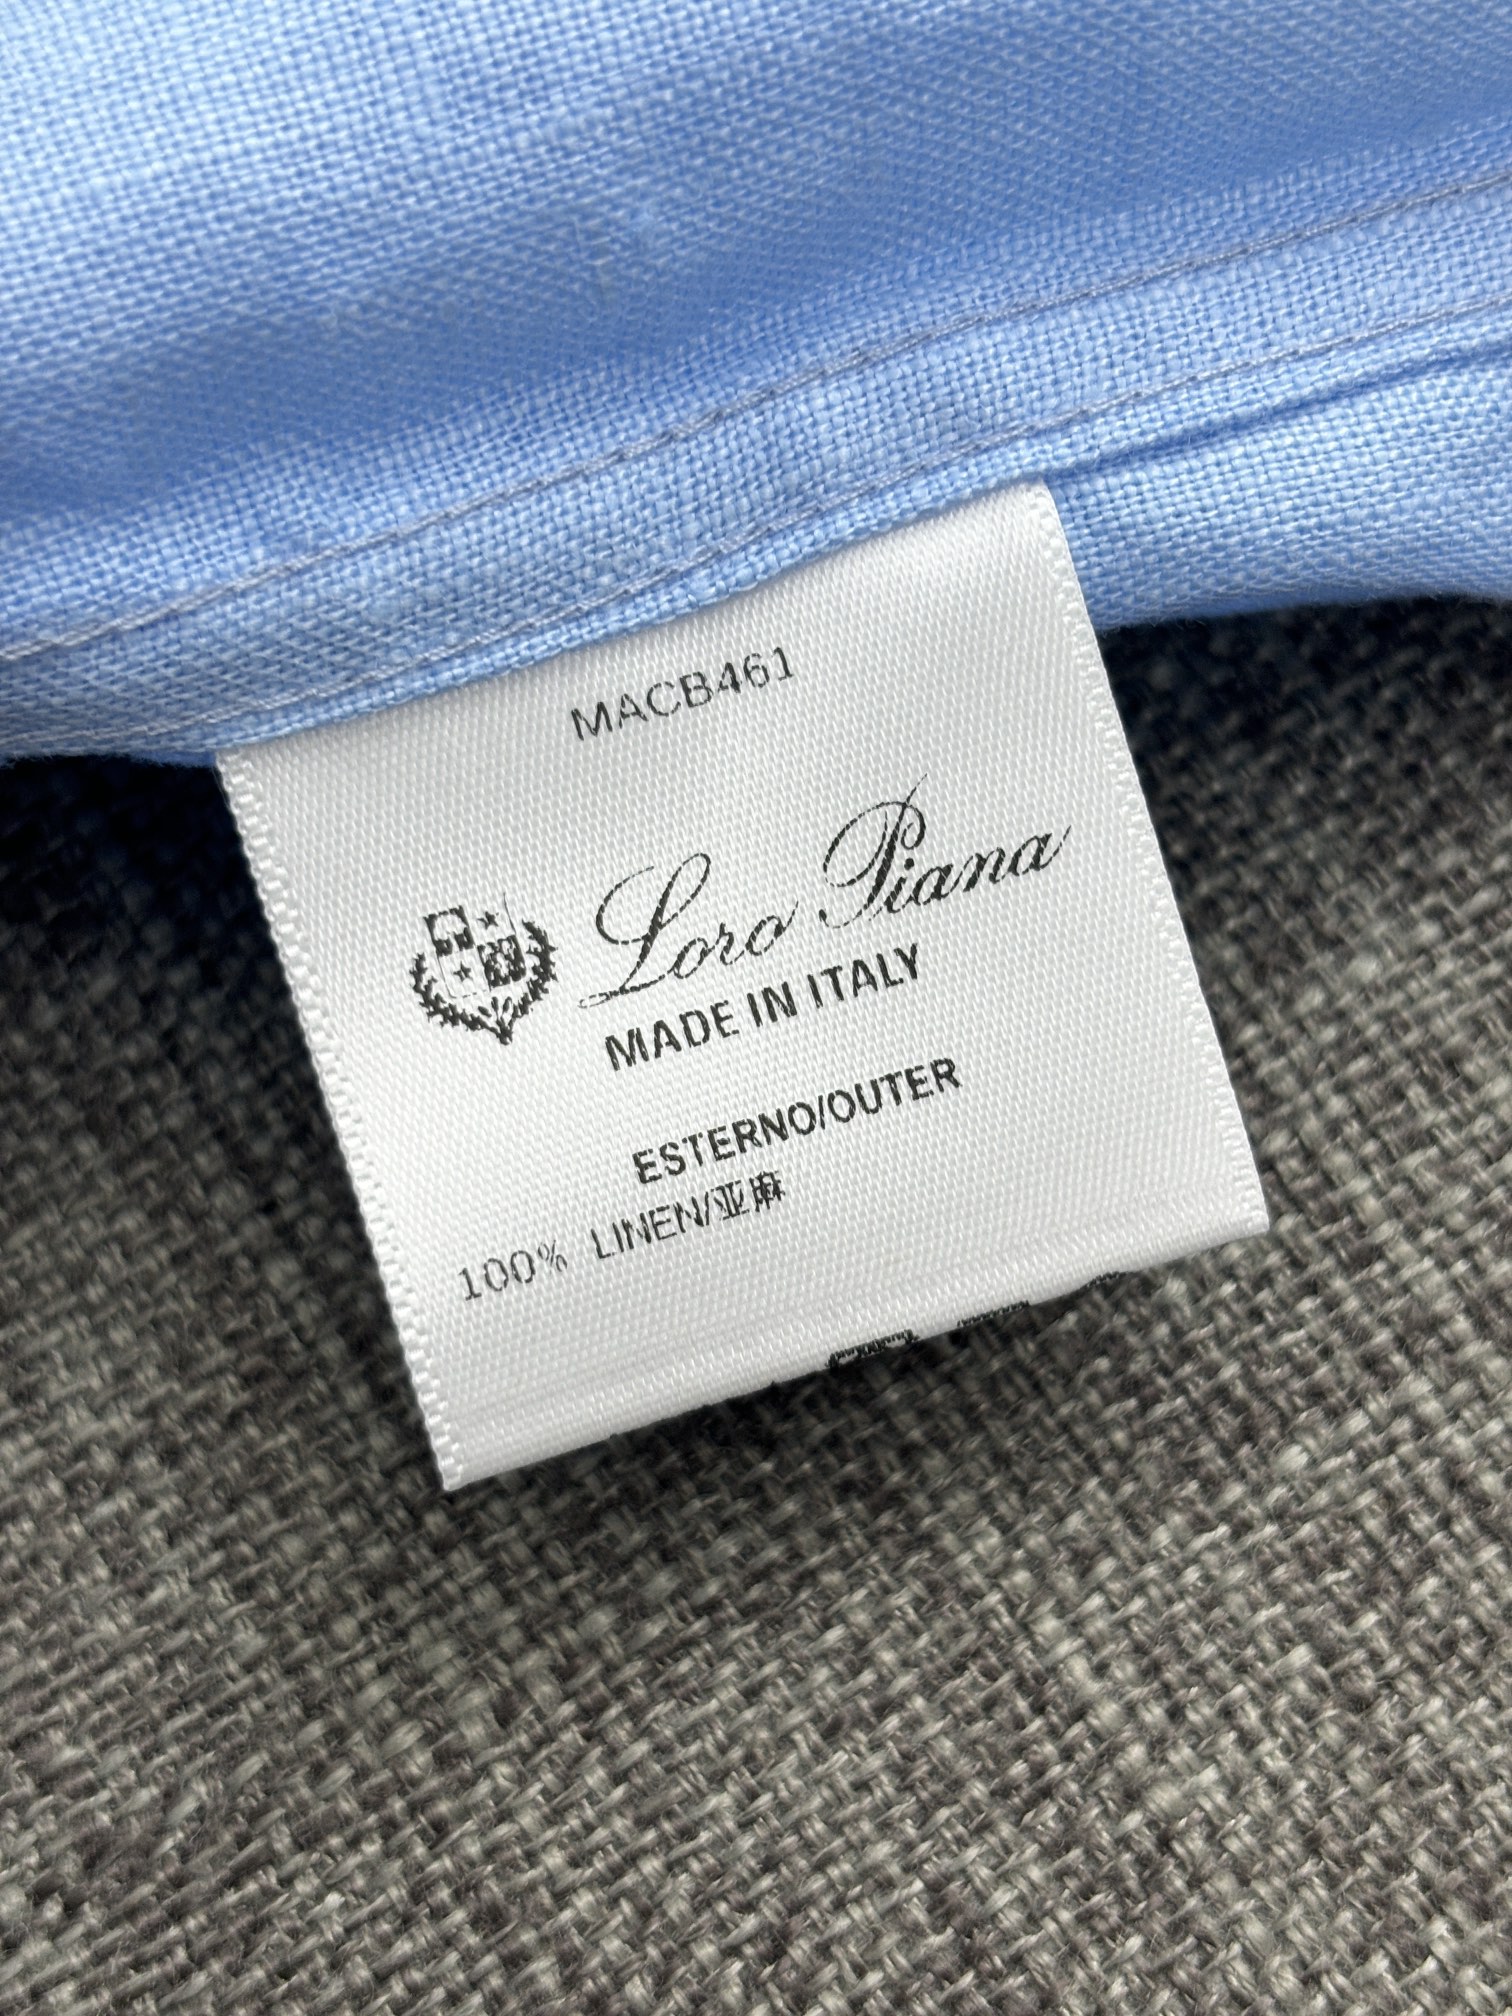 MACB461
Loro Piana
MADE IN ITALY
ESTERNO/OUTER
100% LINEN/亚麻